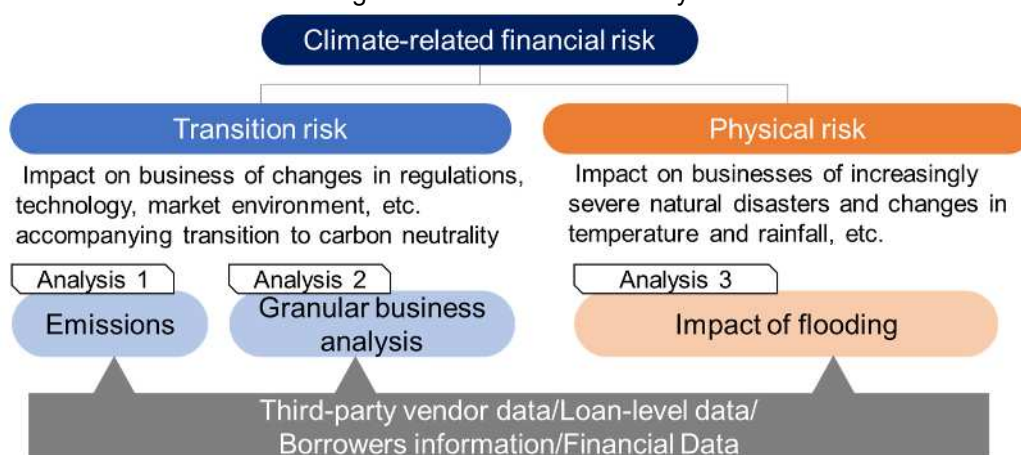 Climate-related financial risk
Transition risk
Physical risk
Impact on business of changes in regulations,
technology, market environment, etc.
accompanying transition to carbon neutrality
Impact on businesses of increasingly
severe natural disasters and changes in
temperature and rainfall, etc.
Analysis 1
Emissions
Analysis 2
Granular business
analysis
Analysis 3
Impact of flooding
Third-party vendor data/Loan-level data/
Borrowers information/Financial Data